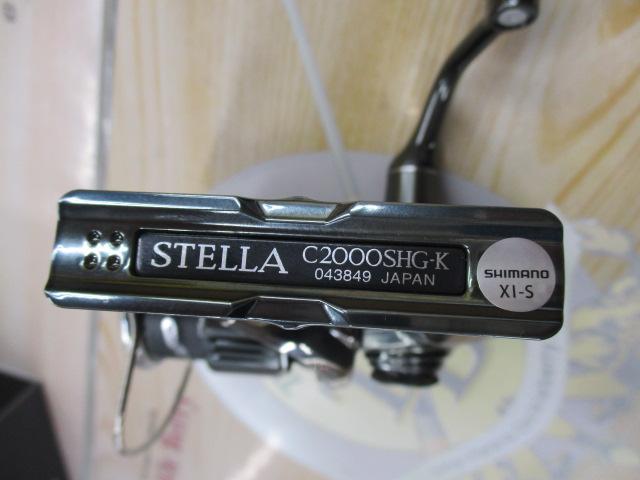 STELLA C2000SHG-K
043849 JAPAN
SHIMANO
XI-S